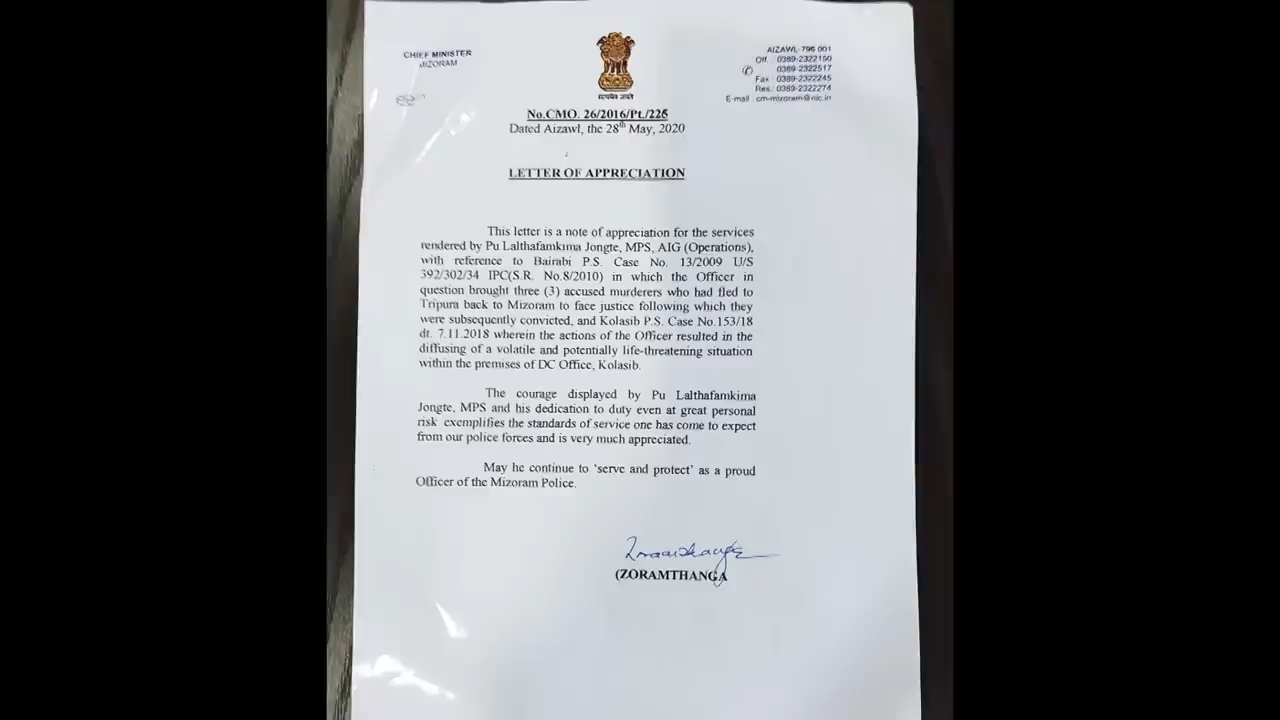 CHIEF MINISTER
MIZORAM
सत्यमेव जयते
AIZAWL-796 001
Off. : 0389-2322150
0389-2322517
Fax : 0389-2322245
Res.: 0389-2322274
E-mail : cm-mizoram@nic.in
No.CMO. 26/2016/Pt./225
Dated Aizawl, the 28th May, 2020
LETTER OF APPRECIATION
This letter is a note of appreciation for the services
rendered by Pu Lalthafamkima Jongte, MPS, AIG (Operations),
with reference to Bairabi P.S. Case No. 13/2009 U/S
392/302/34 IPC(S.R. No.8/2010) in which the Officer in
question brought three (3) accused murderers who had fled to
Tripura back to Mizoram to face justice following which they
were subsequently convicted, and Kolasib P.S. Case No.153/18
dt. 7.11.2018 wherein the actions of the Officer resulted in the
diffusing of a volatile and potentially life-threatening situation
within the premises of DC Office, Kolasib.
The courage displayed by Pu Lalthafamkima
Jongte, MPS and his dedication to duty even at great personal
risk exemplifies the standards of service one has come to expect
from our police forces and is very much appreciated.
May he continue to ‘serve and protect’ as a proud
Officer of the Mizoram Police.
Zoramthanga
(ZORAMTHANGA